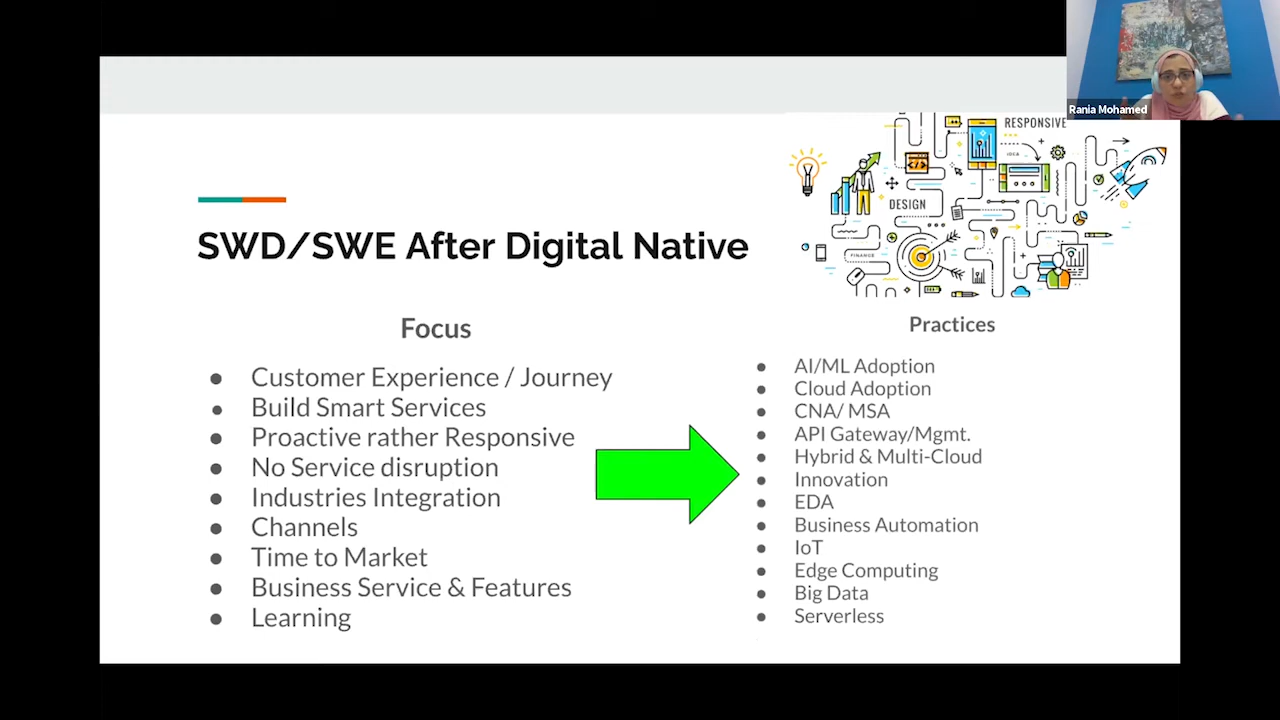 Rania Mohamed
RESPONSIVE
IDEA
DESIGN
FINANCE
SWD/SWE After Digital Native
Focus
Customer Experience / Journey
Build Smart Services
Proactive rather Responsive
No Service disruption
Industries Integration
Channels
Time to Market
Business Service & Features
Learning
Practices
AI/ML Adoption
Cloud Adoption
CNA/ MSA
API Gateway/Mgmt.
Hybrid & Multi-Cloud
Innovation
EDA
Business Automation
IoT
Edge Computing
Big Data
Serverless